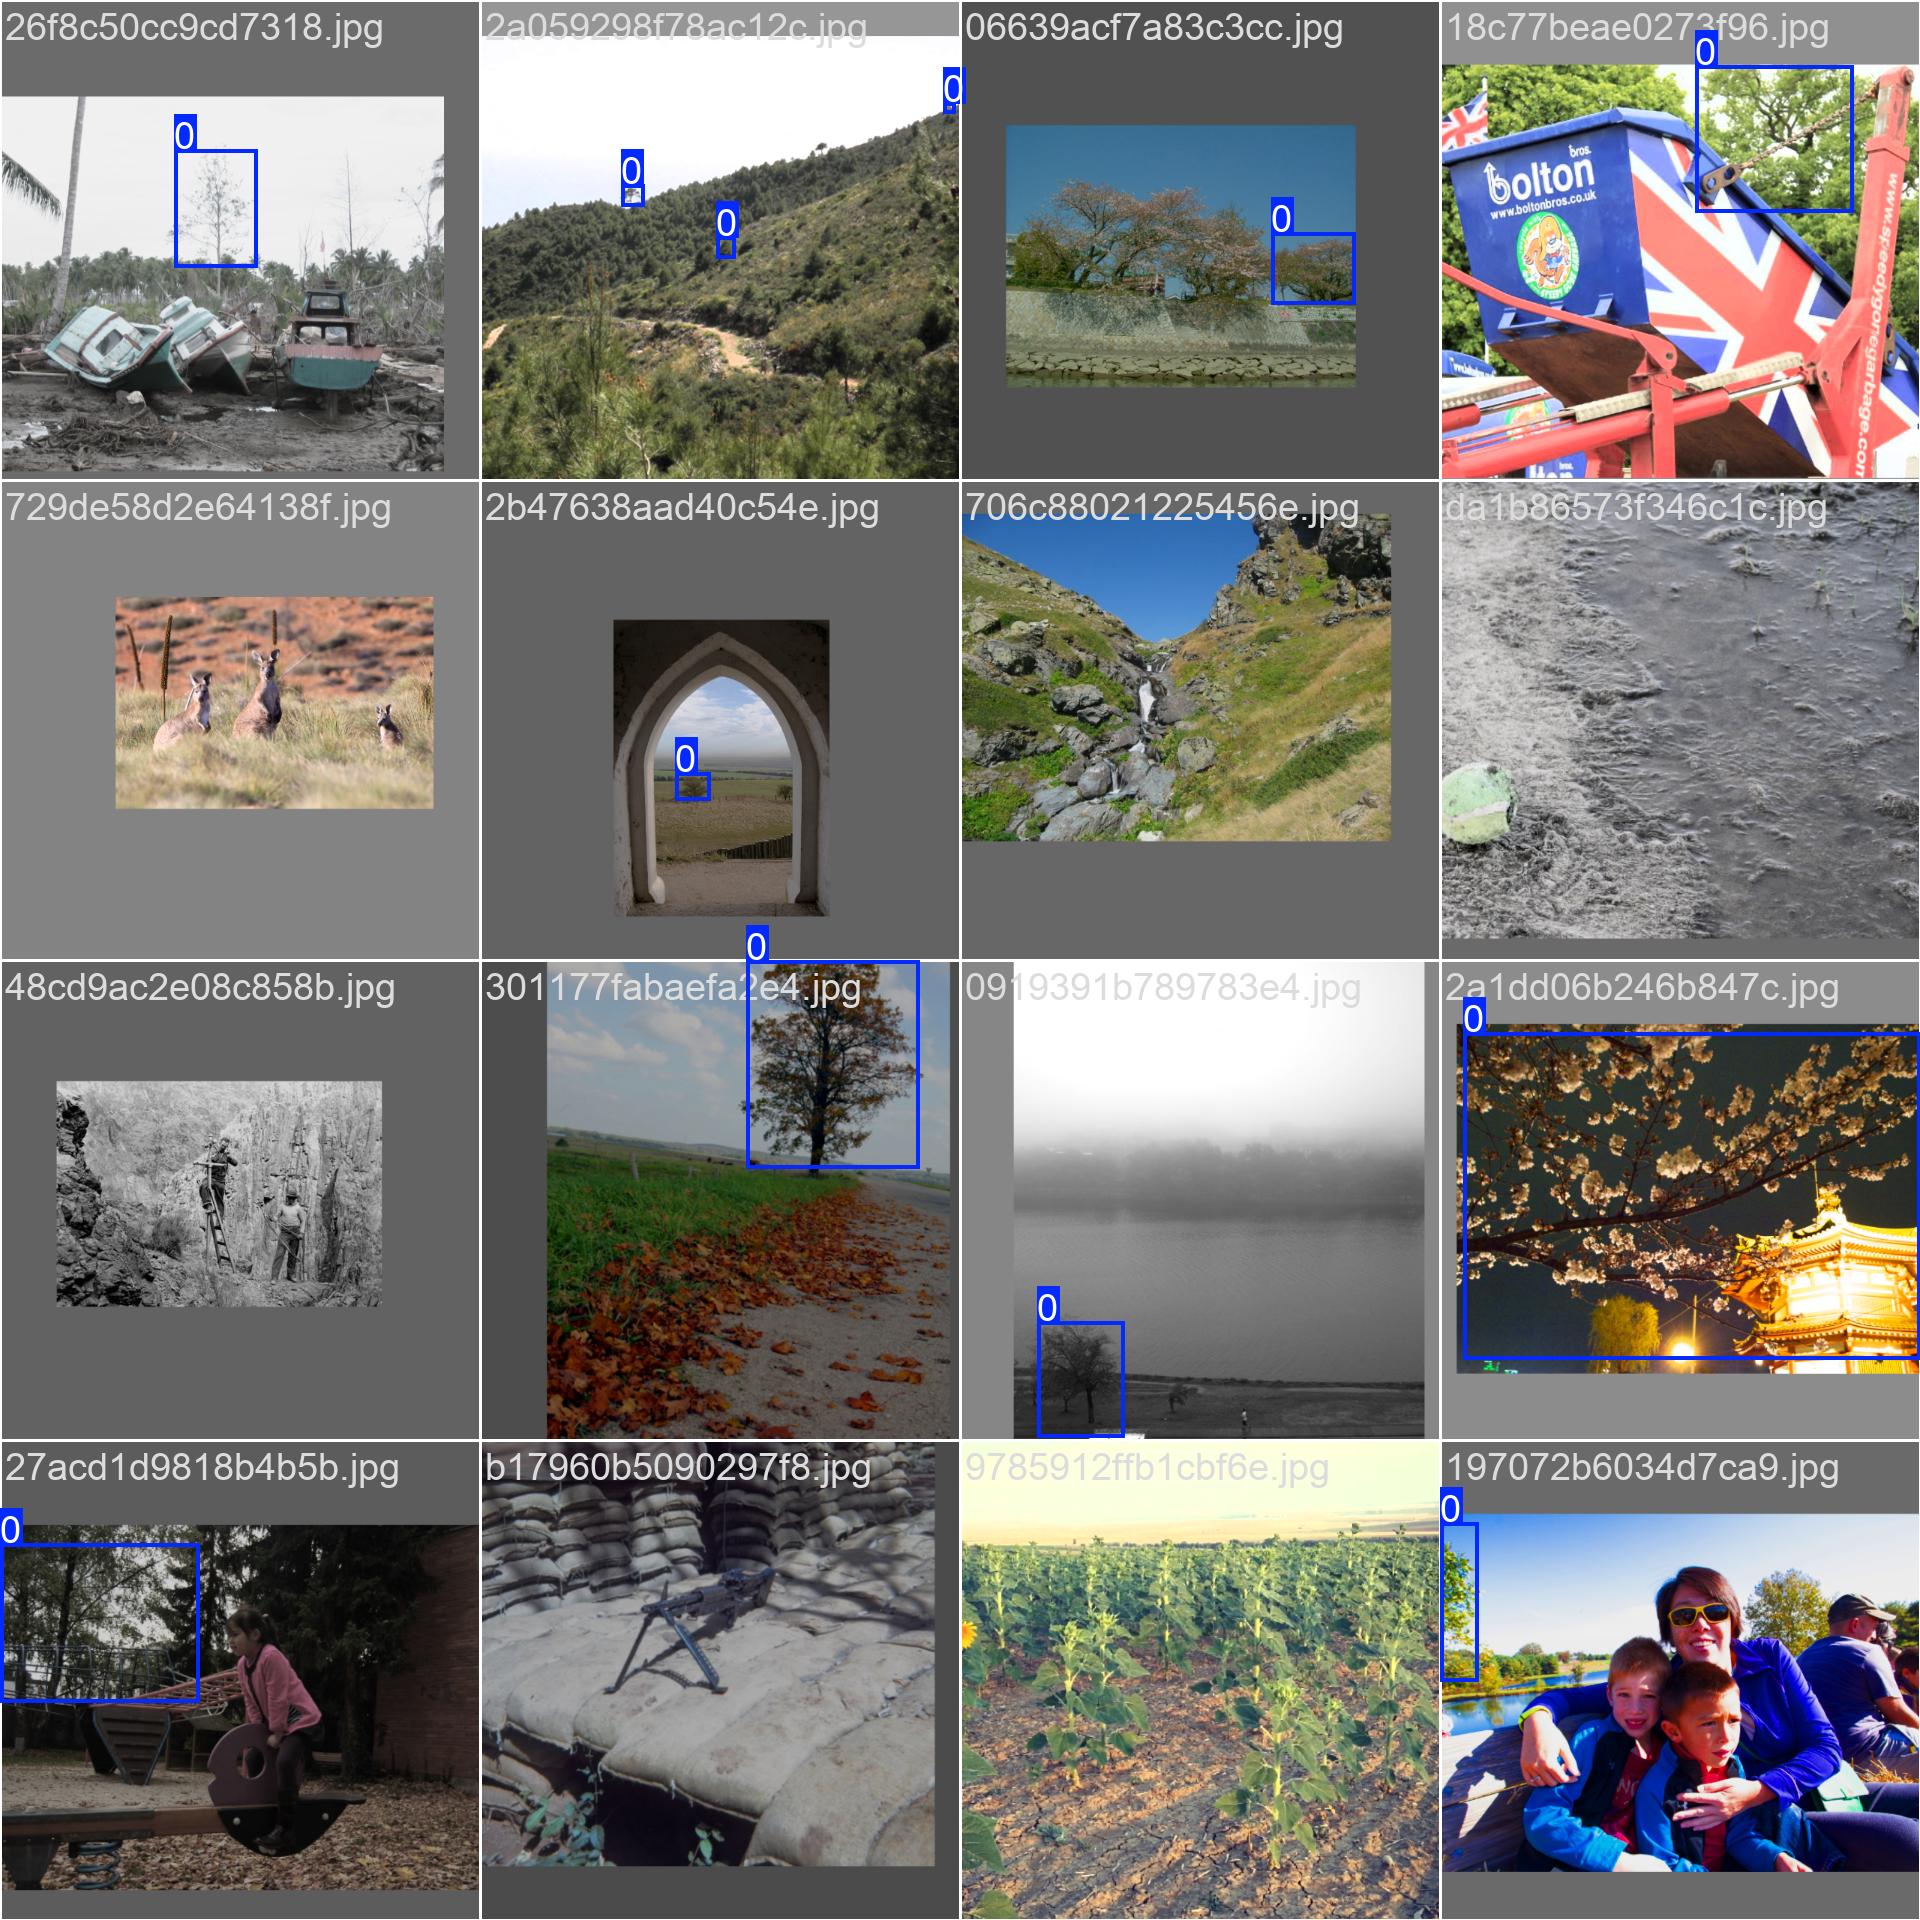 26f8c50cc9cd7318.jpg
2a059298f78ac12c.jpg
06639acf7a83c3cc.jpg
18c77beae0273f96.jpg
0
0
0
0
0
0
bolton
bros.
www.boltonbros.co.uk
www.speedygonegarbage.com
729de58d2e64138f.jpg
2b47638aad40c54e.jpg
706c88021225456e.jpg
da1b86573f346c1c.jpg
0
48cd9ac2e08c858b.jpg
301177fabaefa2e4.jpg
0919391b789783e4.jpg
2a1dd06b246b847c.jpg
0
0
0
27acd1d9818b4b5b.jpg
b17960b5090297f8.jpg
9785912ffb1cbf6e.jpg
197072b6034d7ca9.jpg
0
0